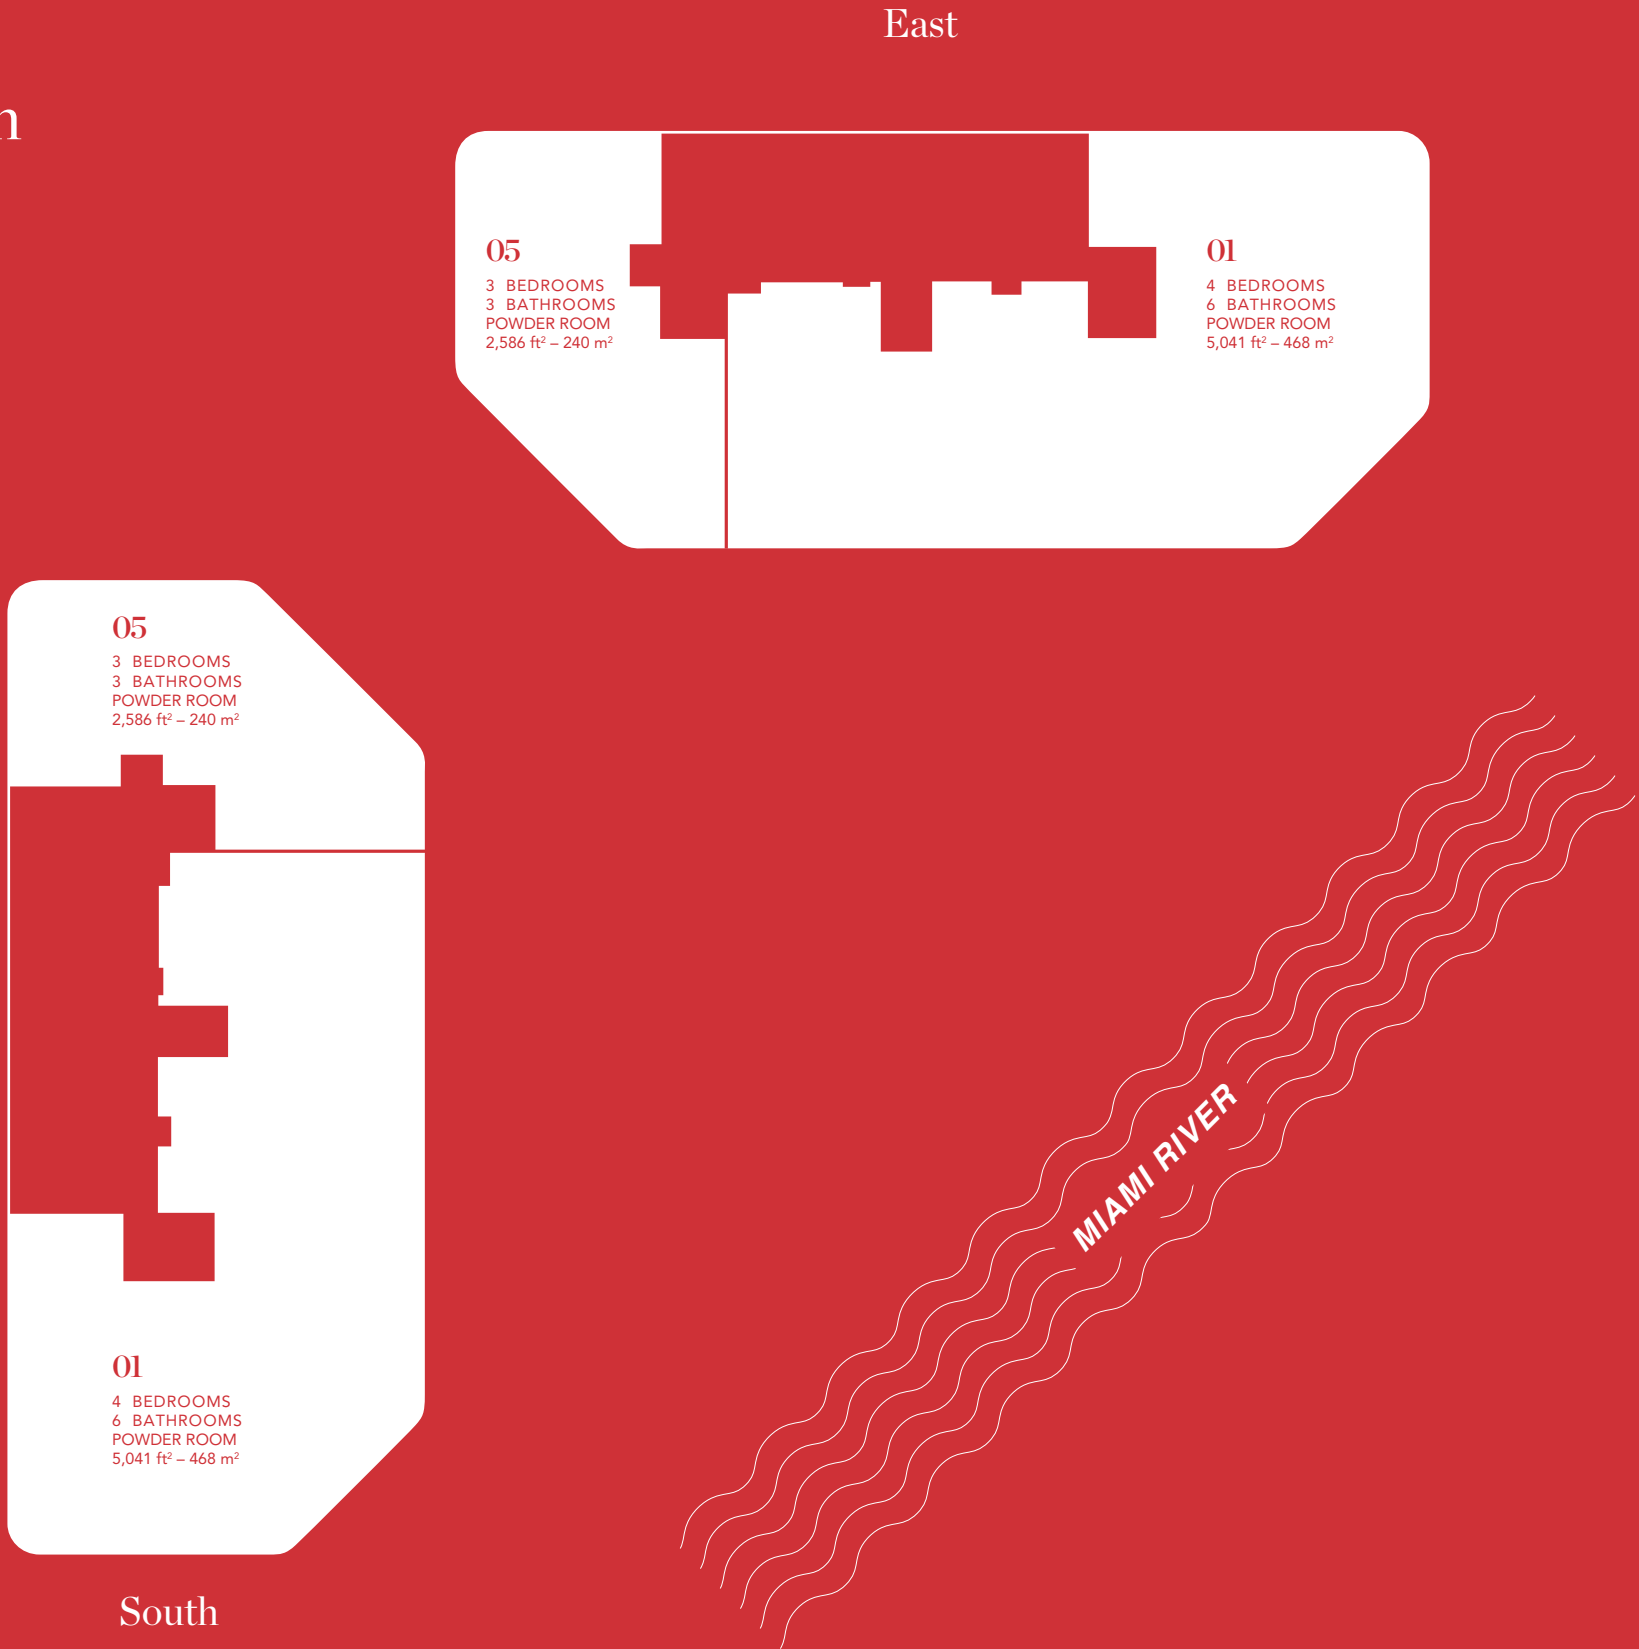 East
05
3 BEDROOMS
3 BATHROOMS
POWDER ROOM
2,586 ft² – 240 m²
01
4 BEDROOMS
6 BATHROOMS
POWDER ROOM
5,041 ft² – 468 m²
05
3 BEDROOMS
3 BATHROOMS
POWDER ROOM
2,586 ft² – 240 m²
MIAMI RIVER
01
4 BEDROOMS
6 BATHROOMS
POWDER ROOM
5,041 ft² – 468 m²
South